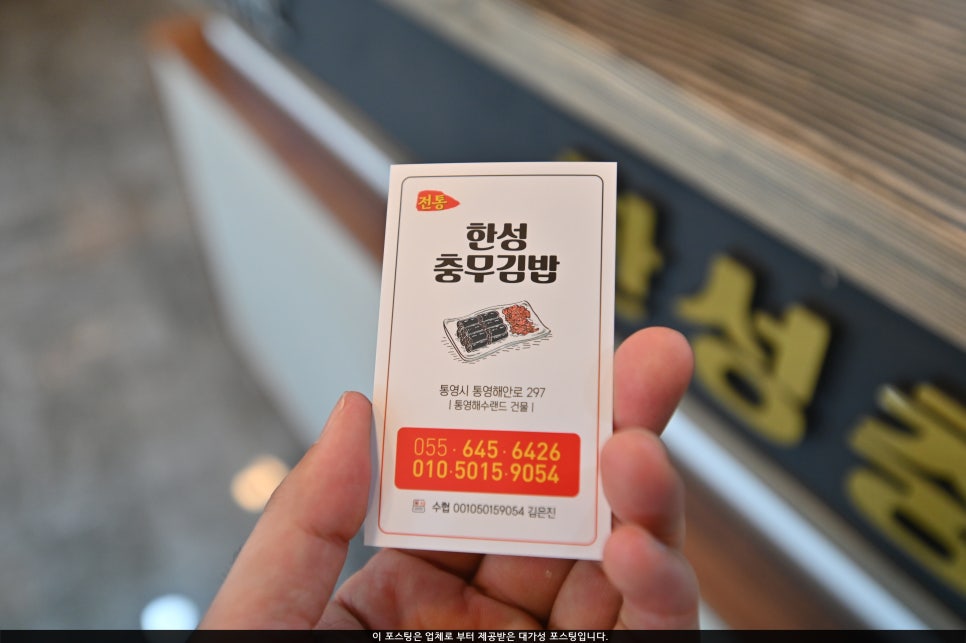 전통
한성
충무김밥
통영시 통영해안로 297
| 통영해수랜드 건물 |
055 · 645 · 6426
010·5015·9054
수협 001050159054 김은진
성
이 포스팅은 업체로 부터 제공받은 대가성 포스팅입니다.